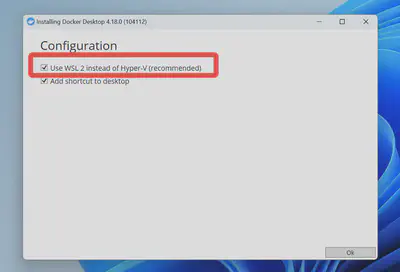 Installing Docker Desktop 4.18.0 (104112)
Configuration
Use WSL 2 instead of Hyper-V (recommended)
Add shortcut to desktop
Ok